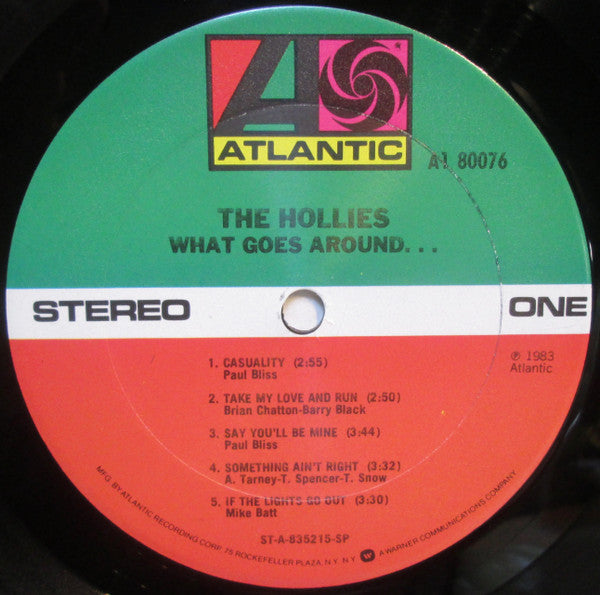 ATLANTIC
A1 80076
THE HOLLIES
WHAT GOES AROUND...
STEREO
ONE
℗ 1983
Atlantic
1. CASUALITY (2:55)
Paul Bliss
2. TAKE MY LOVE AND RUN (2:50)
Brian Chatton-Barry Black
3. SAY YOU'LL BE MINE (3:44)
Paul Bliss
4. SOMETHING AIN'T RIGHT (3:32)
A. Tarney-T. Spencer-T. Snow
5. IF THE LIGHTS GO OUT (3:30)
Mike Batt
ST-A-835215-SP
MFG. BY ATLANTIC RECORDING CORP. 75 ROCKEFELLER PLAZA, N.Y. N.Y. W A WARNER COMMUNICATIONS COMPANY